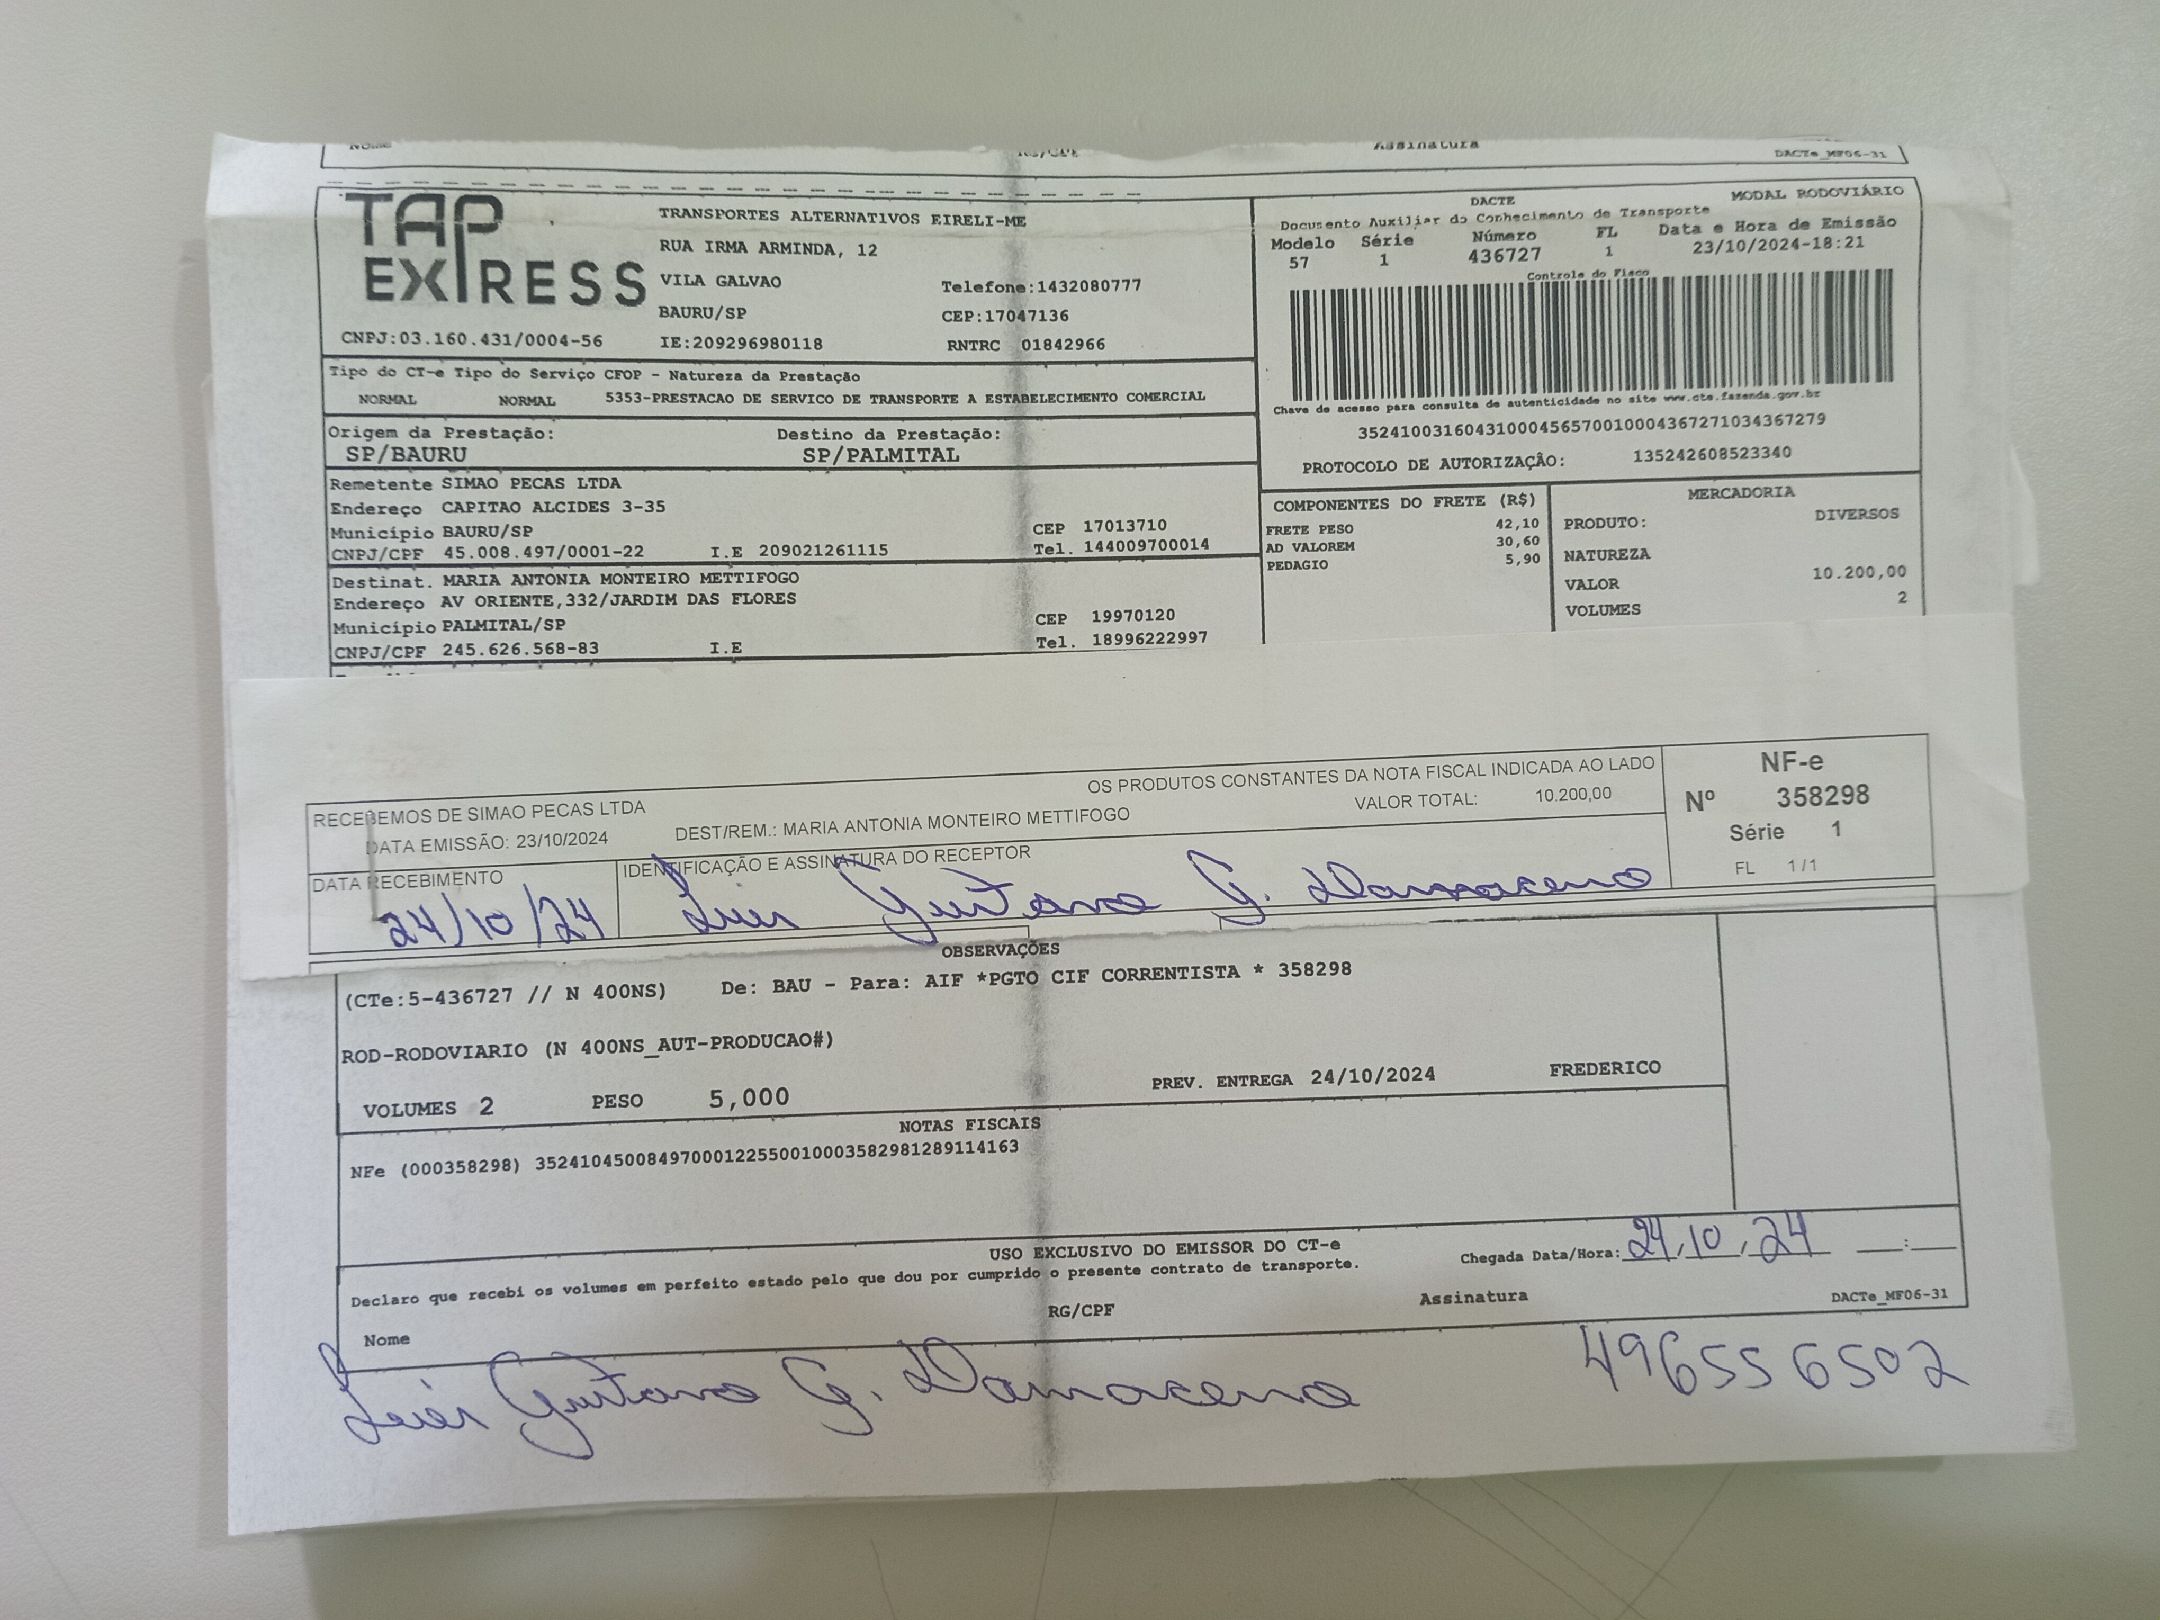 Nome RG/CPF Assinatura
DACTe_MF06-31
TAP
EXPRESS
TRANSPORTES ALTERNATIVOS EIRELI-ME
RUA IRMA ARMINDA, 12
VILA GALVAO Telefone:1432080777
BAURU/SP CEP:17047136
CNPJ:03.160.431/0004-56 IE:209296980118 RNTRC 01842966
DACTE MODAL RODOVIÁRIO
Documento Auxiliar do Conhecimento de Transporte
Modelo Série Número FL Data e Hora de Emissão
57 1 436727 1 23/10/2024-18:21
Controle do Fisco
Chave de acesso para consulta de autenticidade no site www.cte.fazenda.gov.br
35241003160431000456570010004367271034367279
PROTOCOLO DE AUTORIZAÇÃO: 135242608523340
Tipo do CT-e Tipo do Serviço CFOP - Natureza da Prestação
NORMAL NORMAL 5353-PRESTACAO DE SERVICO DE TRANSPORTE A ESTABELECIMENTO COMERCIAL
Origem da Prestação: Destino da Prestação:
SP/BAURU SP/PALMITAL
Remetente SIMAO PECAS LTDA
Endereço CAPITAO ALCIDES 3-35
Município BAURU/SP CEP 17013710
CNPJ/CPF 45.008.497/0001-22 I.E 209021261115 Tel. 144009700014
Destinat. MARIA ANTONIA MONTEIRO METTIFOGO
Endereço AV ORIENTE,332/JARDIM DAS FLORES
Município PALMITAL/SP CEP 19970120
CNPJ/CPF 245.626.568-83 I.E Tel. 18996222997
COMPONENTES DO FRETE (R$)
FRETE PESO 42,10
AD VALOREM 30,60
PEDAGIO 5,90
MERCADORIA
PRODUTO: DIVERSOS
NATUREZA
VALOR 10.200,00
VOLUMES 2
RECEBEMOS DE SIMAO PECAS LTDA OS PRODUTOS CONSTANTES DA NOTA FISCAL INDICADA AO LADO
DATA EMISSÃO: 23/10/2024 DEST/REM.: MARIA ANTONIA MONTEIRO METTIFOGO VALOR TOTAL: 10.200,00
DATA RECEBIMENTO IDENTIFICAÇÃO E ASSINATURA DO RECEPTOR
24/10/24 Luis Gustavo G. Damaceno
NF-e
Nº 358298
Série 1
FL 1/1
OBSERVAÇÕES
(CTe:5-436727 // N 400NS) De: BAU - Para: AIF *PGTO CIF CORRENTISTA * 358298
ROD-RODOVIARIO (N 400NS_AUT-PRODUCAO#)
VOLUMES 2 PESO 5,000 PREV. ENTREGA 24/10/2024 FREDERICO
NOTAS FISCAIS
NFe (000358298) 35241045008497000122550010003582981289114163
USO EXCLUSIVO DO EMISSOR DO CT-e
Chegada Data/Hora: 24,10,24 __:__
Declaro que recebi os volumes em perfeito estado pelo que dou por cumprido o presente contrato de transporte.
Nome RG/CPF Assinatura DACTe_MF06-31
Luis Gustavo G. Damaceno 496556502